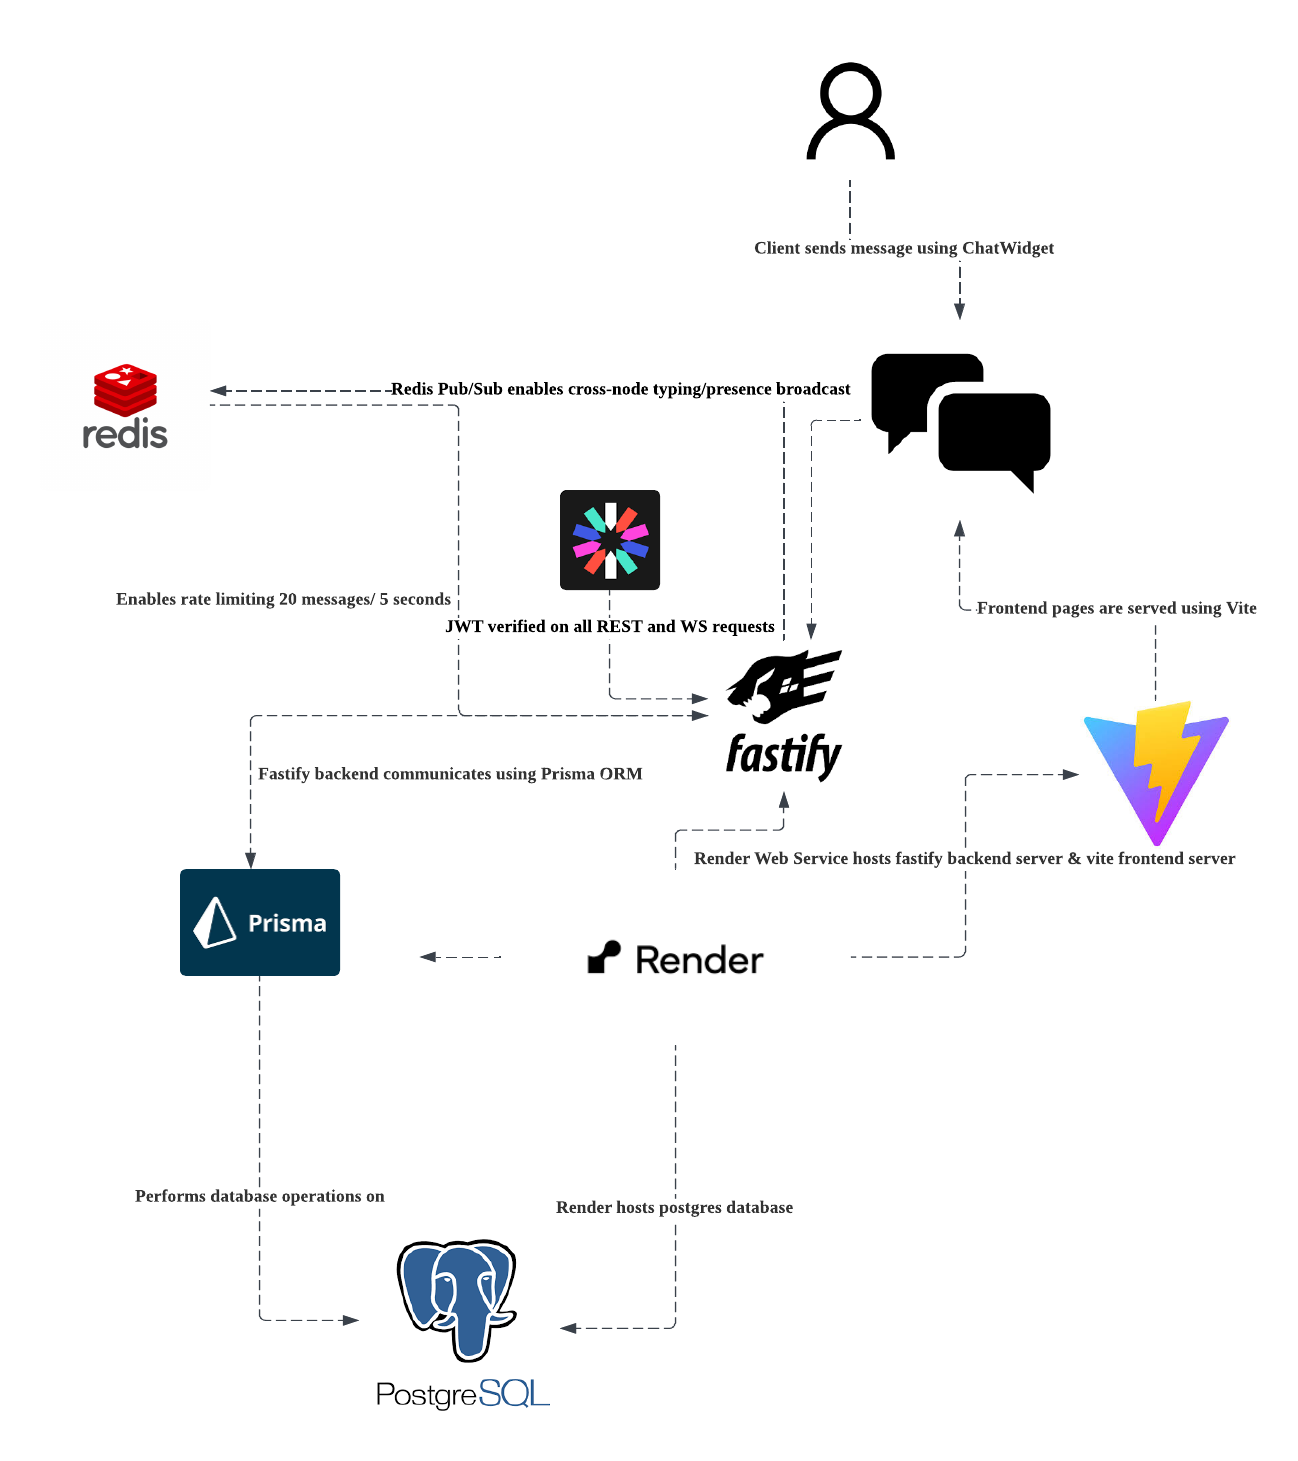 Client sends message using ChatWidget
Redis Pub/Sub enables cross-node typing/presence broadcast
redis
Enables rate limiting 20 messages/ 5 seconds
Frontend pages are served using Vite
JWT verified on all REST and WS requests
fastify
Fastify backend communicates using Prisma ORM
Render Web Service hosts fastify backend server & vite frontend server
Prisma
Render
Performs database operations on
Render hosts postgres database
PostgreSQL